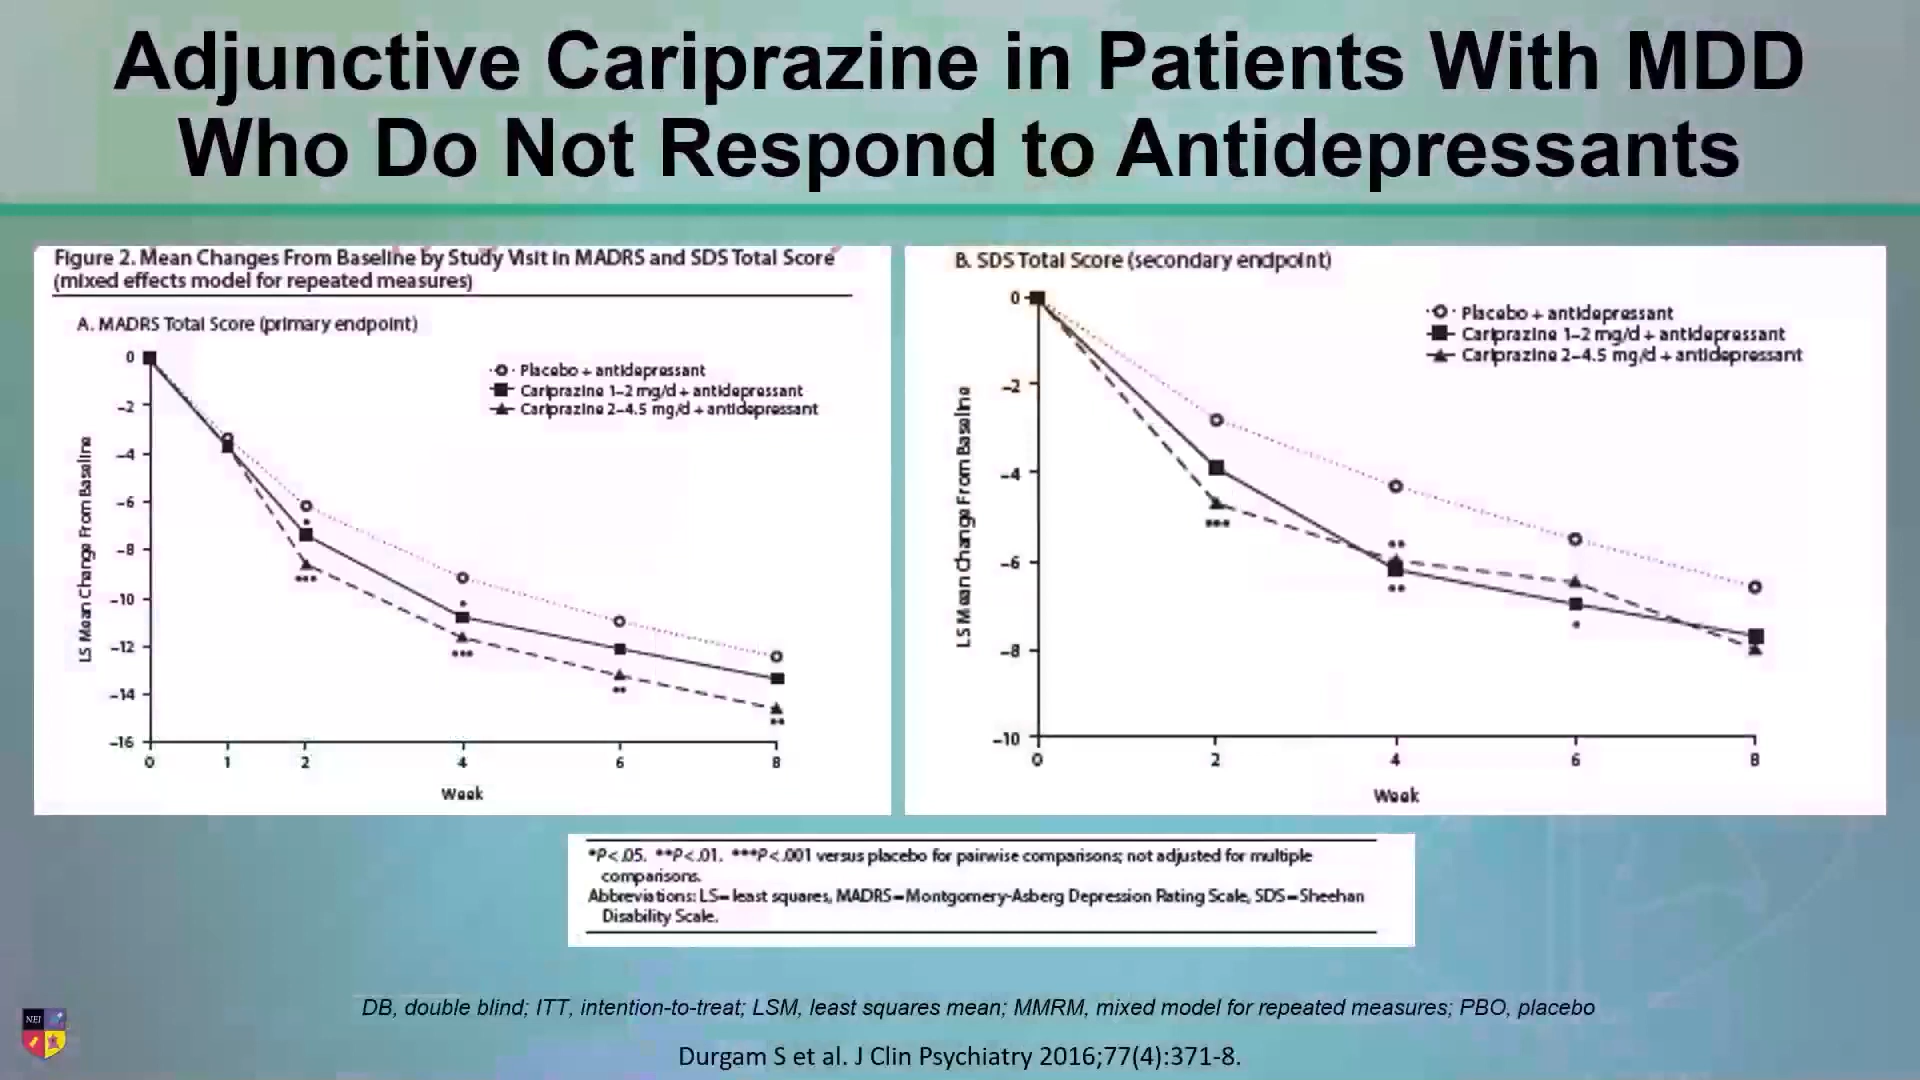 Adjunctive Cariprazine in Patients With MDD
Who Do Not Respond to Antidepressants
Figure 2. Mean Changes From Baseline by Study Visit in MADRS and SDS Total Score
(mixed effects model for repeated measures)
A. MADRS Total Score (primary endpoint)
Placebo + antidepressant
Cariprazine 1–2 mg/d + antidepressant
Cariprazine 2–4.5 mg/d + antidepressant
LS Mean Change From Baseline
0
–2
–4
–6
–8
–10
–12
–14
–16
0 1 2 4 6 8
Week
B. SDS Total Score (secondary endpoint)
Placebo + antidepressant
Cariprazine 1–2 mg/d + antidepressant
Cariprazine 2–4.5 mg/d + antidepressant
LS Mean Change From Baseline
0
–2
–4
–6
–8
–10
0 2 4 6 8
Week
*P<.05. **P<.01. ***P<.001 versus placebo for pairwise comparisons; not adjusted for multiple
comparisons.
Abbreviations: LS=least squares, MADRS=Montgomery-Asberg Depression Rating Scale, SDS=Sheehan
Disability Scale.
DB, double blind; ITT, intention-to-treat; LSM, least squares mean; MMRM, mixed model for repeated measures; PBO, placebo
NEI
Durgam S et al. J Clin Psychiatry 2016;77(4):371-8.